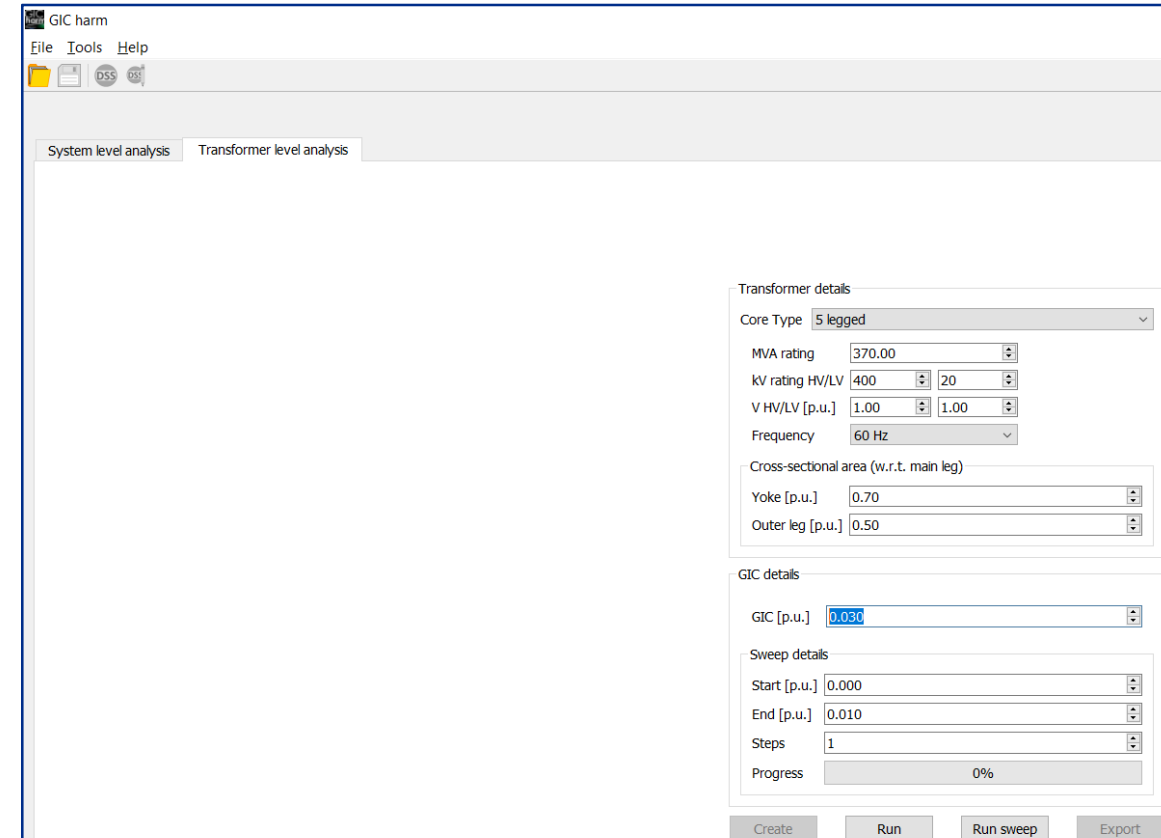 GIC harm
File Tools Help
DSS DSS
System level analysis Transformer level analysis
Transformer details
Core Type 5 legged
MVA rating 370.00
kV rating HV/LV 400 20
V HV/LV [p.u.] 1.00 1.00
Frequency 60 Hz
Cross-sectional area (w.r.t. main leg)
Yoke [p.u.] 0.70
Outer leg [p.u.] 0.50
GIC details
GIC [p.u.] 0.030
Sweep details
Start [p.u.] 0.000
End [p.u.] 0.010
Steps 1
Progress 0%
Create Run Run sweep Export